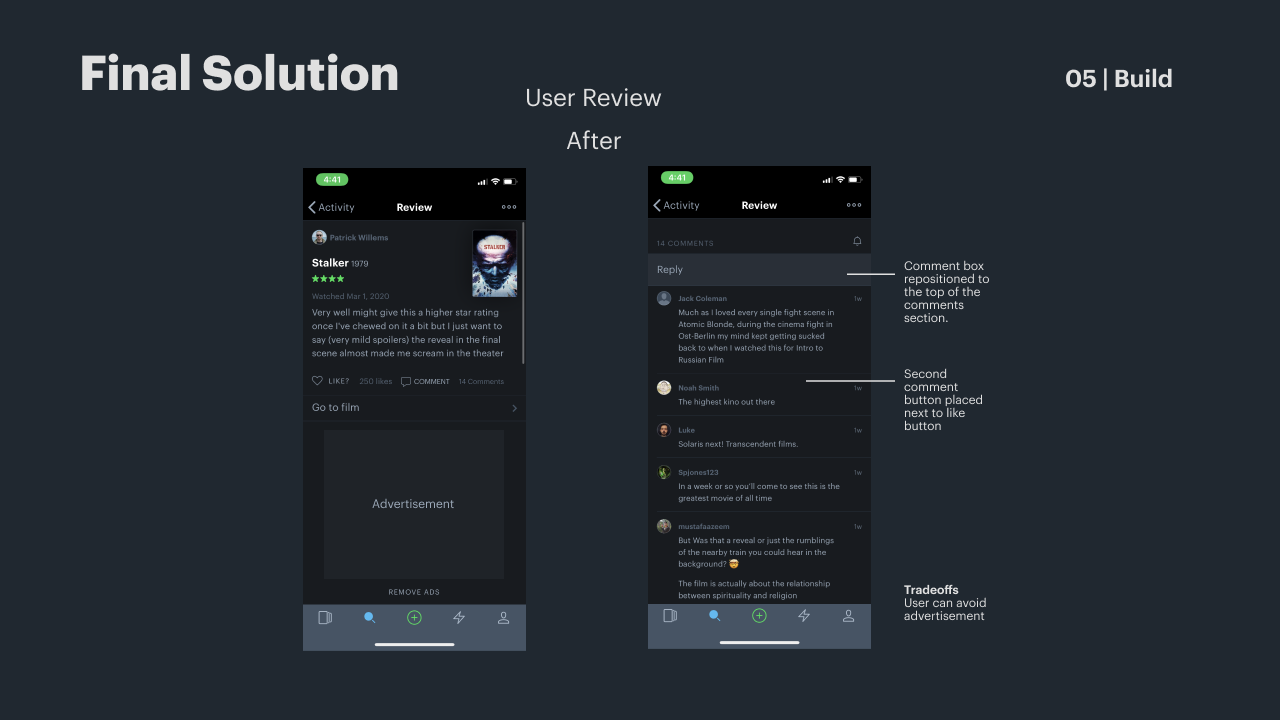 Final Solution
05 | Build
User Review
After
4:41
Activity
Review
Patrick Willems
STALKER
Stalker 1979
Watched Mar 1, 2020
Very well might give this a higher star rating
once I've chewed on it a bit but I just want to
say (very mild spoilers) the reveal in the final
scene almost made me scream in the theater
LIKE? 250 likes COMMENT 14 Comments
Go to film
Advertisement
REMOVE ADS
4:41
Activity
Review
14 COMMENTS
Reply
Jack Coleman 1w
Much as I loved every single fight scene in
Atomic Blonde, during the cinema fight in
Ost-Berlin my mind kept getting sucked
back to when I watched this for Intro to
Russian Film
Noah Smith 1w
The highest kino out there
Luke 1w
Solaris next! Transcendent films.
Spjones123 1w
In a week or so you'll come to see this is the
greatest movie of all time
mustafaazeem 1w
But Was that a reveal or just the rumblings
of the nearby train you could hear in the
background? 🤯
The film is actually about the relationship
between spirituality and religion
Comment box
repositioned to
the top of the
comments
section.
Second
comment
button placed
next to like
button
Tradeoffs
User can avoid
advertisement